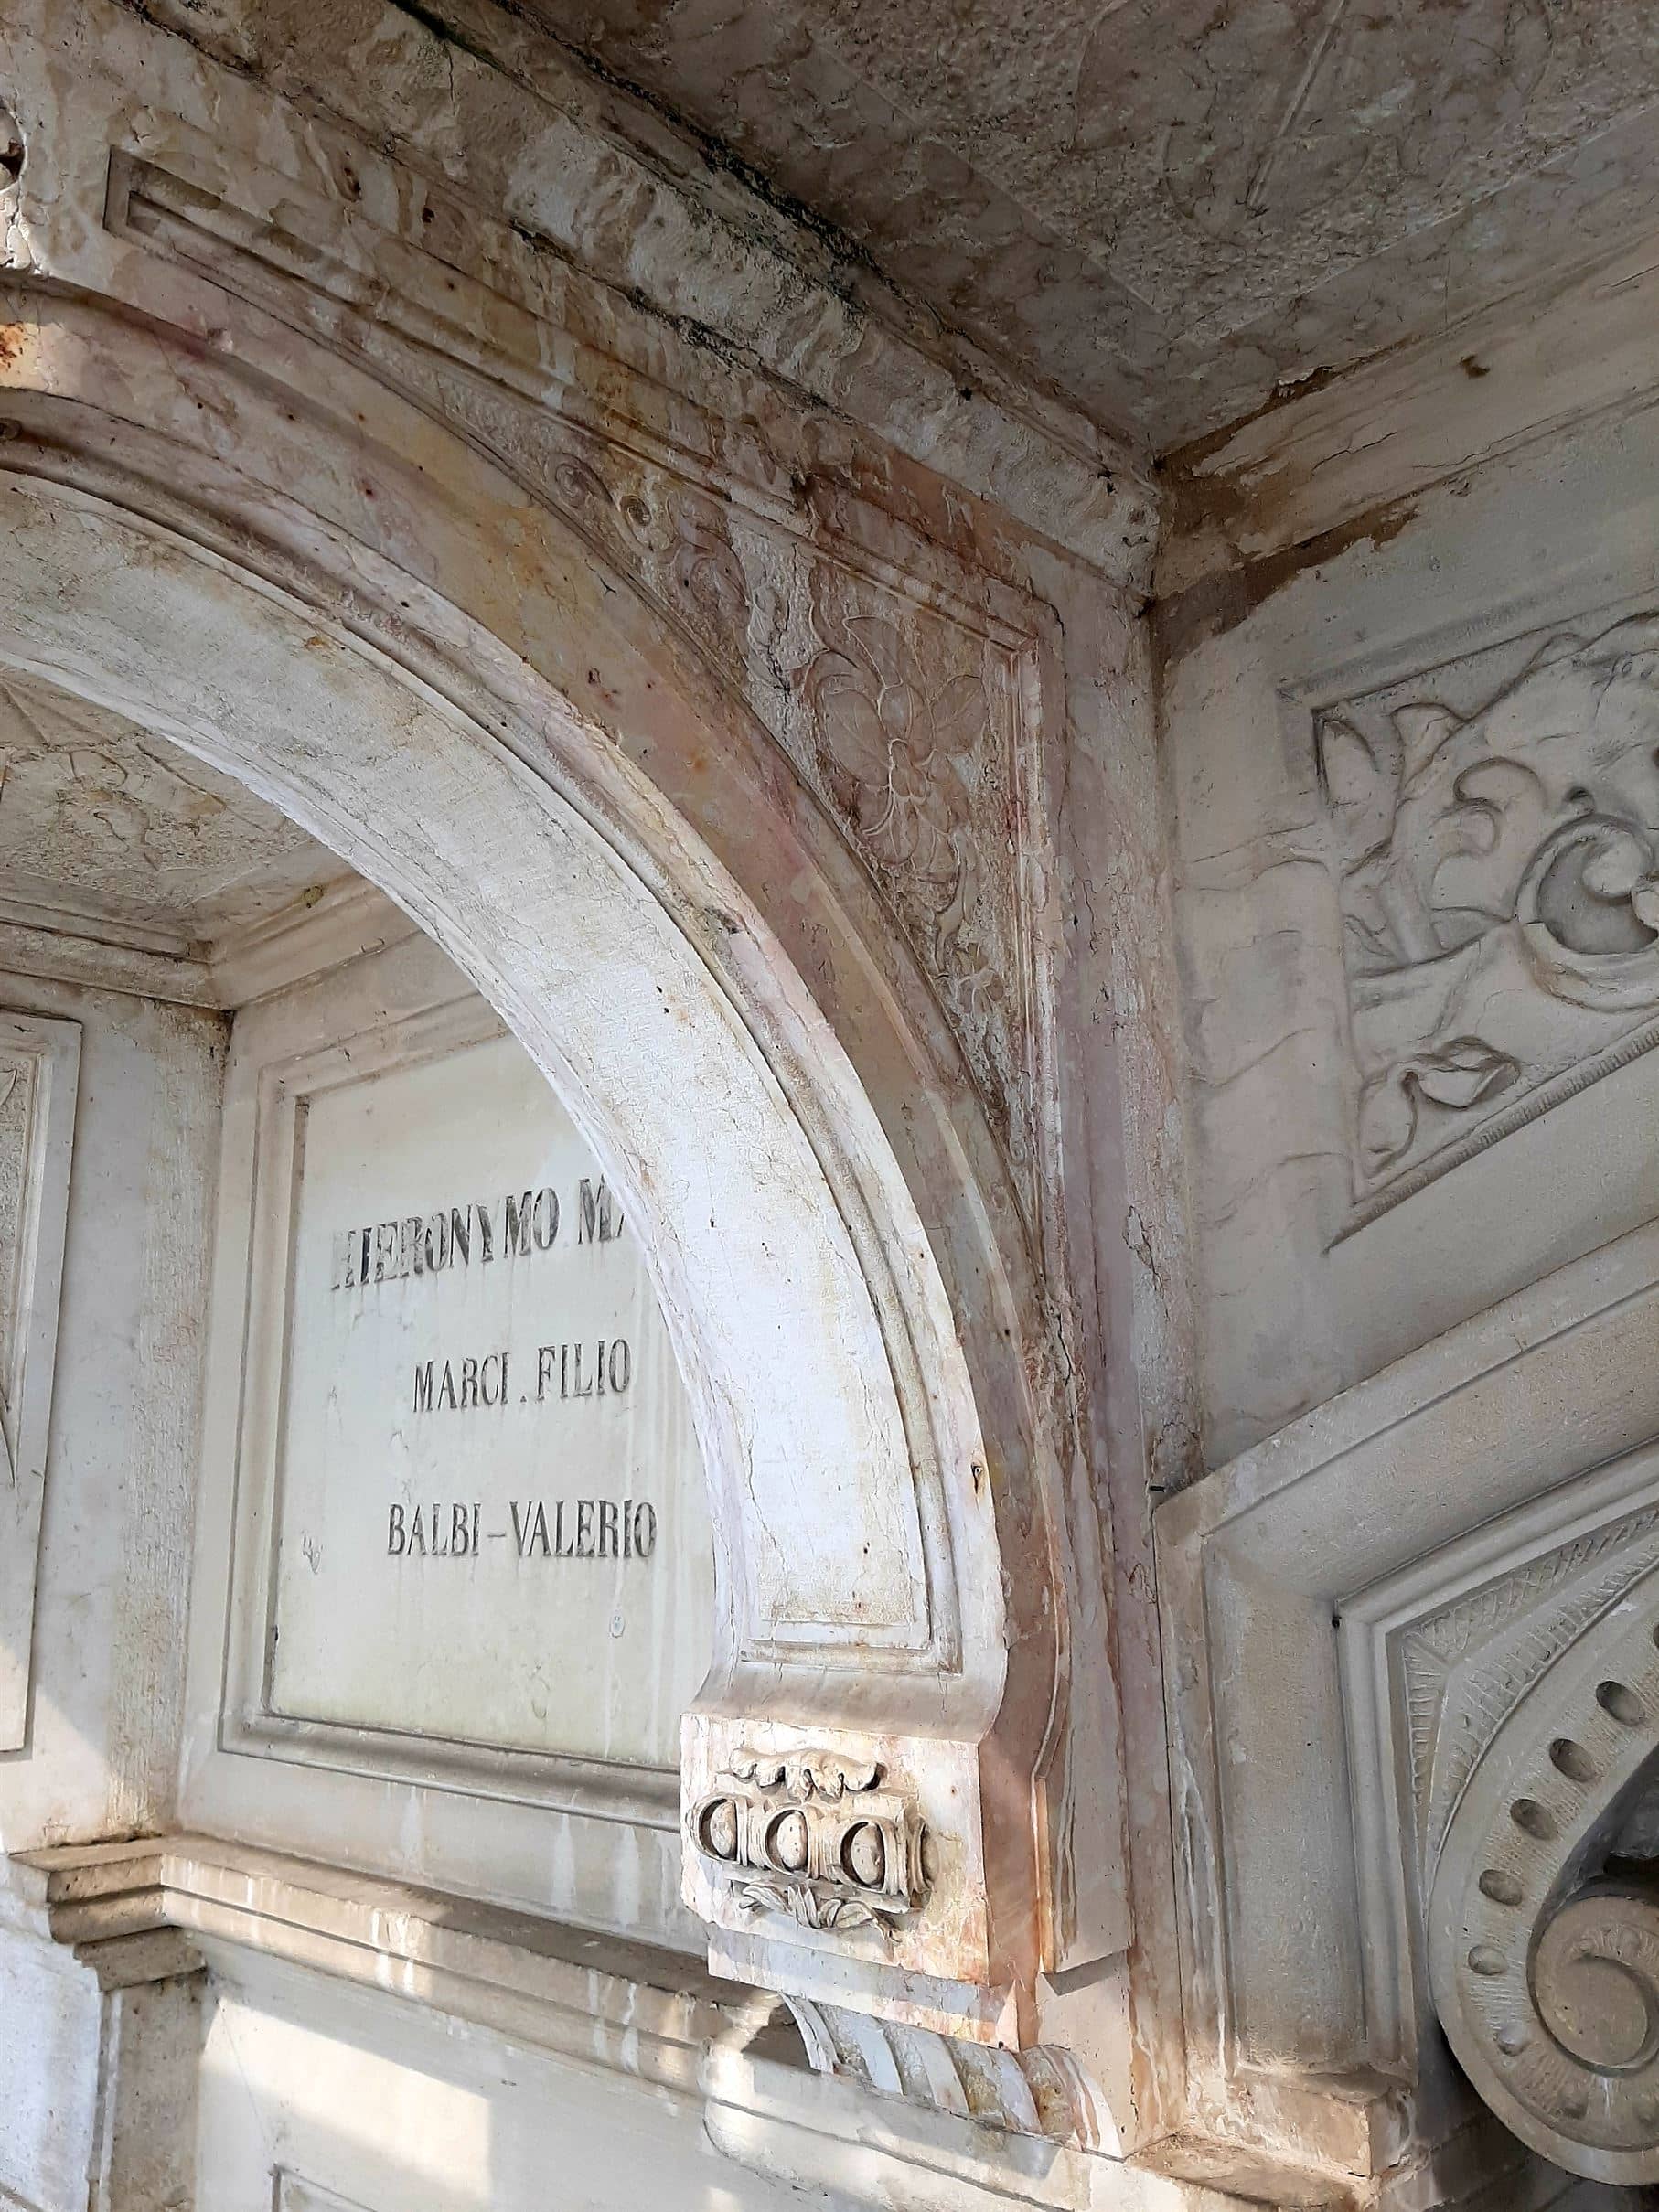 HIERONYMO
MARCI . FILIO
BALBI - VALERIO